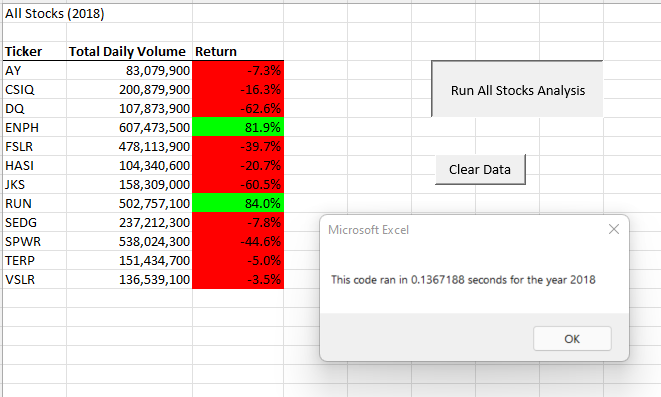 All Stocks (2018)
Ticker Total Daily Volume Return
AY 83,079,900 -7.3%
CSIQ 200,879,900 -16.3%
DQ 107,873,900 -62.6%
ENPH 607,473,500 81.9%
FSLR 478,113,900 -39.7%
HASI 104,340,600 -20.7%
JKS 158,309,000 -60.5%
RUN 502,757,100 84.0%
SEDG 237,212,300 -7.8%
SPWR 538,024,300 -44.6%
TERP 151,434,700 -5.0%
VSLR 136,539,100 -3.5%
Run All Stocks Analysis
Clear Data
Microsoft Excel
This code ran in 0.1367188 seconds for the year 2018
OK